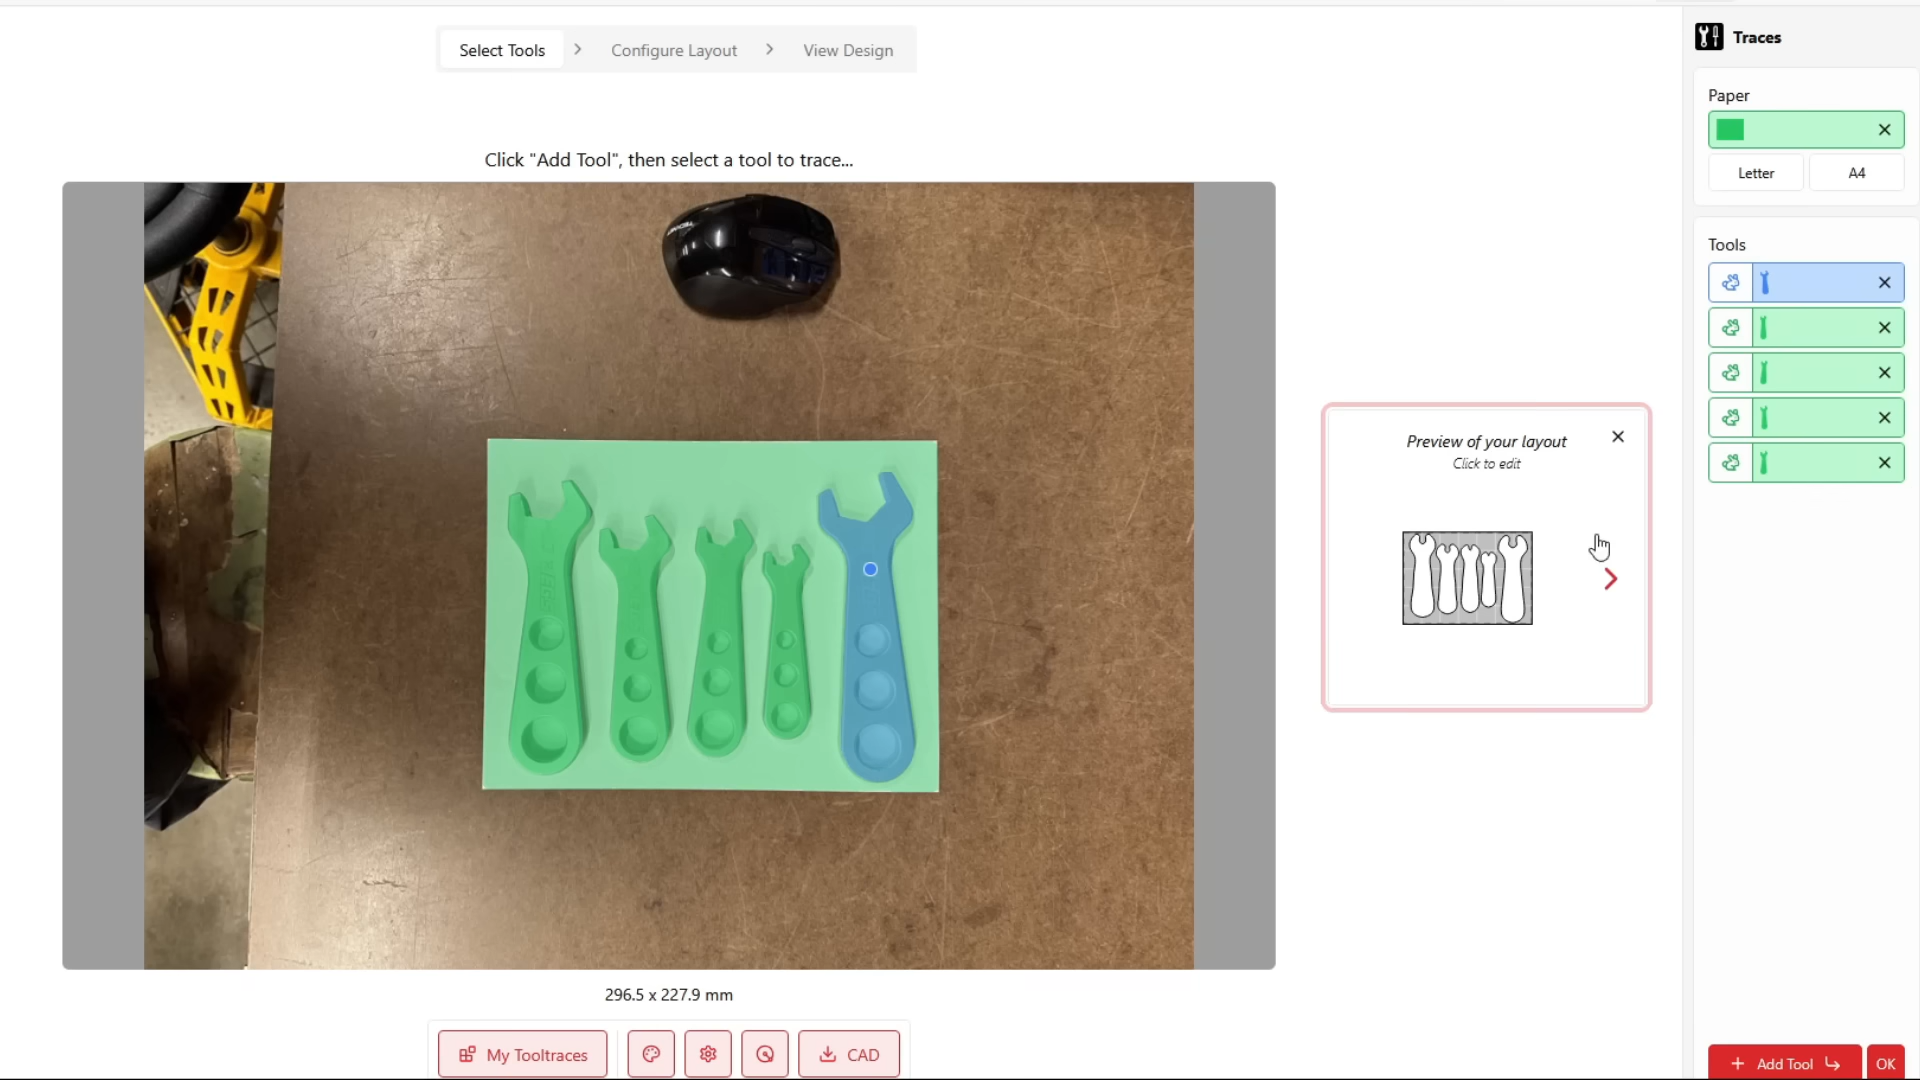 Select Tools
Configure Layout
View Design
Traces
Paper
Letter
A4
Click "Add Tool", then select a tool to trace...
Tools
Preview of your layout
Click to edit
296.5 x 227.9 mm
My Tooltraces
CAD
Add Tool
OK